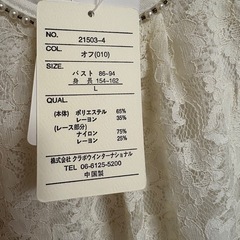 NO.
21503-4
COL.
オフ(010)
SIZE.
バスト 86-94
身長 154-162
L
QUAL.
(本体) ポリエステル 65%
レーヨン 35%
(レース部分)
ナイロン 75%
レーヨン 25%
株式会社クラボウインターナショナル
TEL 06-6125-5200
中国製